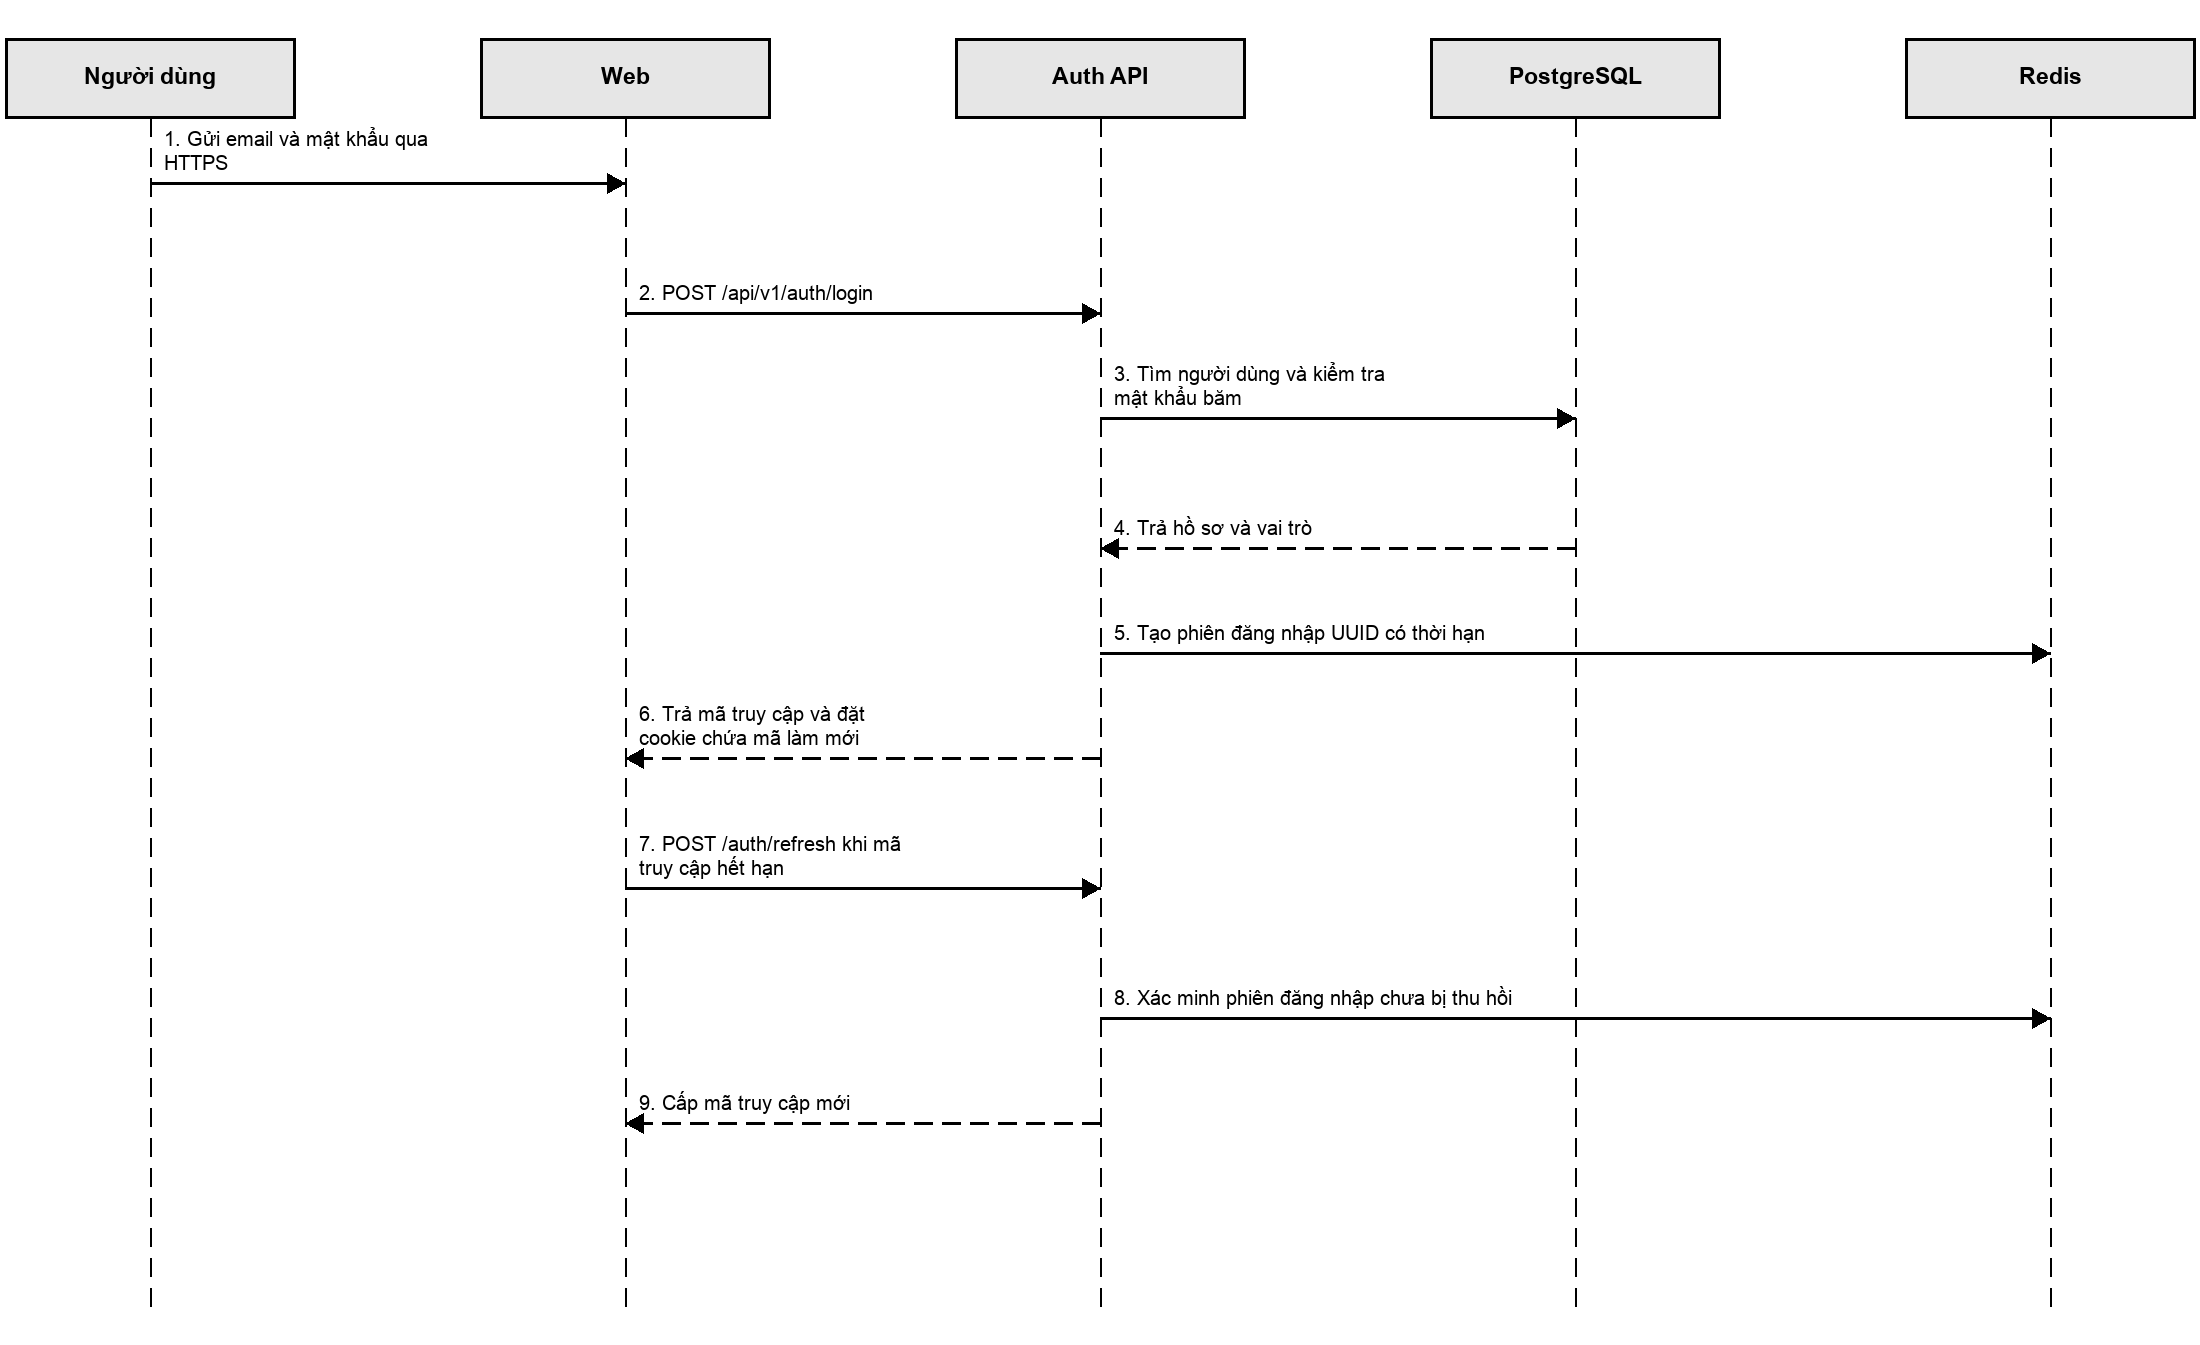 Người dùng
Web
Auth API
PostgreSQL
Redis
1. Gửi email và mật khẩu qua
HTTPS
2. POST /api/v1/auth/login
3. Tìm người dùng và kiểm tra
mật khẩu băm
4. Trả hồ sơ và vai trò
5. Tạo phiên đăng nhập UUID có thời hạn
6. Trả mã truy cập và đặt
cookie chứa mã làm mới
7. POST /auth/refresh khi mã
truy cập hết hạn
8. Xác minh phiên đăng nhập chưa bị thu hồi
9. Cấp mã truy cập mới